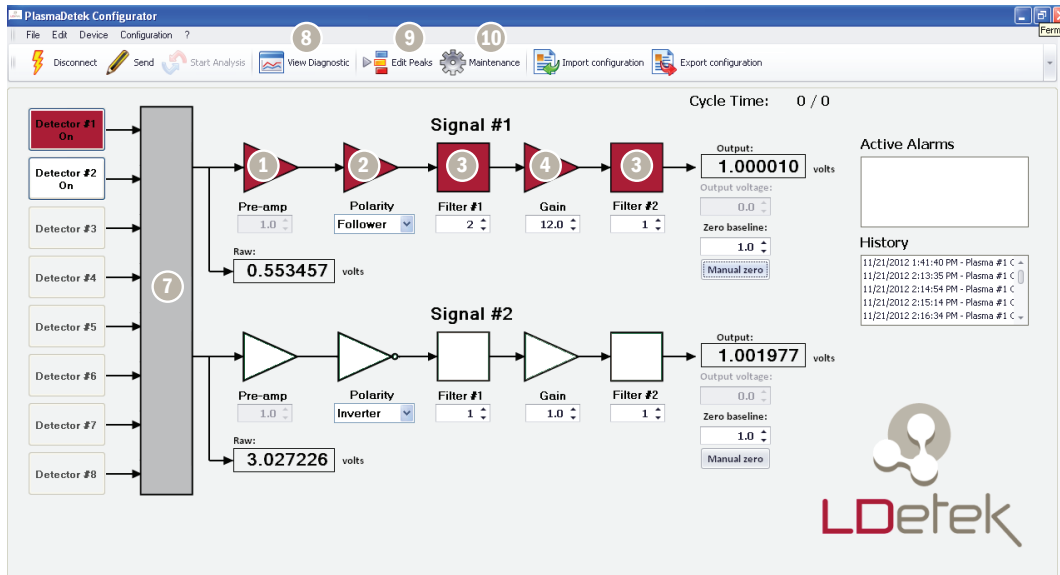 PlasmaDetek Configurator
Ferm
File Edit Device Configuration ?
8 9 10
Disconnect Send Start Analysis View Diagnostic Edit Peaks Maintenance Import configuration Export configuration
Cycle Time: 0 / 0
Detector #1
On
Detector #2
On
Detector #3
Detector #4
Detector #5
Detector #6
Detector #7
Detector #8
7
Signal #1
1 2 3 4 3
Pre-amp
1.0
Polarity
Follower
Filter #1
2
Gain
12.0
Filter #2
1
Output:
1.000010 volts
Output voltage:
0.0
Zero baseline:
1.0
Manual zero
Raw:
0.553457 volts
Signal #2
Pre-amp
1.0
Polarity
Inverter
Filter #1
1
Gain
1.0
Filter #2
1
Output:
1.001977 volts
Output voltage:
0.0
Zero baseline:
1.0
Manual zero
Raw:
3.027226 volts
Active Alarms
History
11/21/2012 1:41:40 PM - Plasma #1 C
11/21/2012 2:13:35 PM - Plasma #1 C
11/21/2012 2:14:54 PM - Plasma #1 C
11/21/2012 2:15:14 PM - Plasma #1 C
11/21/2012 2:16:34 PM - Plasma #1 C
LDetek